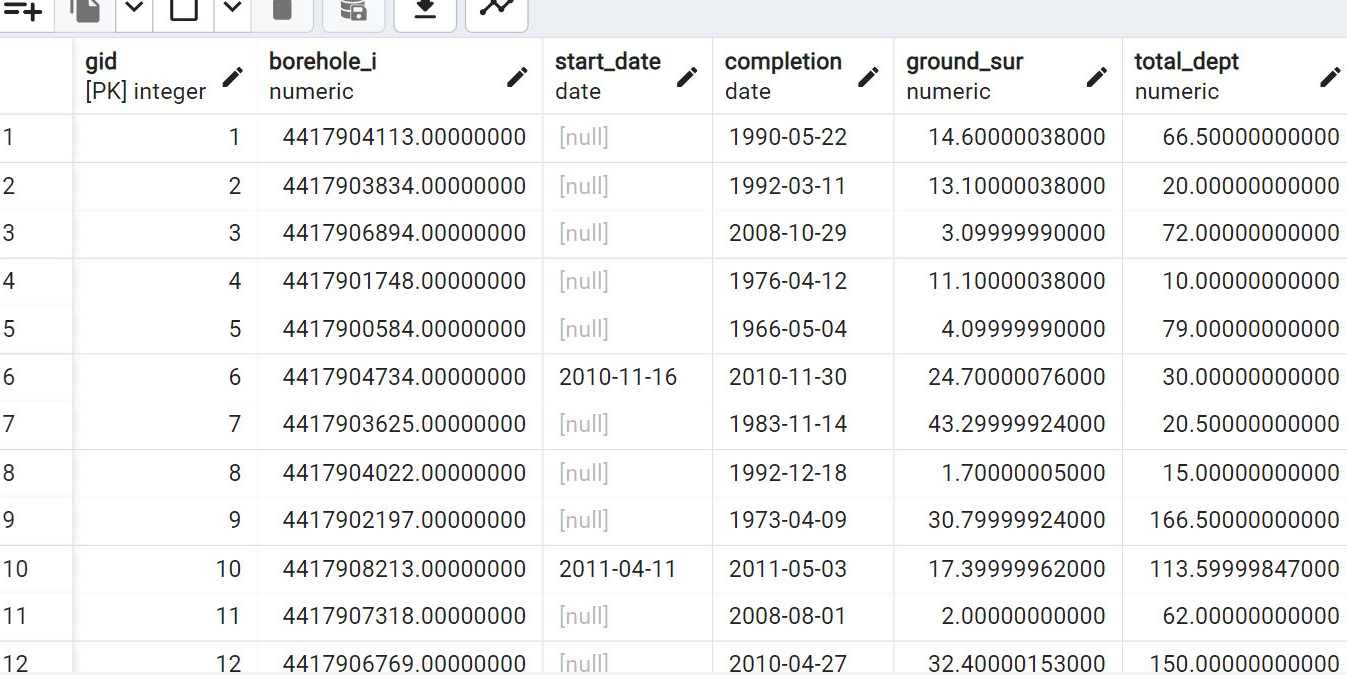 gid borehole_i start_date completion ground_sur total_dept
[PK] integer numeric date date numeric numeric
1 1 4417904113.00000000 [null] 1990-05-22 14.60000038000 66.50000000000
2 2 4417903834.00000000 [null] 1992-03-11 13.10000038000 20.00000000000
3 3 4417906894.00000000 [null] 2008-10-29 3.09999990000 72.00000000000
4 4 4417901748.00000000 [null] 1976-04-12 11.10000038000 10.00000000000
5 5 4417900584.00000000 [null] 1966-05-04 4.09999990000 79.00000000000
6 6 4417904734.00000000 2010-11-16 2010-11-30 24.70000076000 30.00000000000
7 7 4417903625.00000000 [null] 1983-11-14 43.29999924000 20.50000000000
8 8 4417904022.00000000 [null] 1992-12-18 1.70000005000 15.00000000000
9 9 4417902197.00000000 [null] 1973-04-09 30.79999924000 166.50000000000
10 10 4417908213.00000000 2011-04-11 2011-05-03 17.39999962000 113.59999847000
11 11 4417907318.00000000 [null] 2008-08-01 2.00000000000 62.00000000000
12 12 4417906769.00000000 [null] 2010-04-27 32.40000153000 150.00000000000